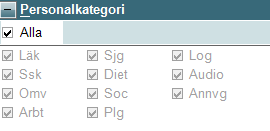 Personalkategori
Alla
Läk Sjg Log
Ssk Diet Audio
Omv Soc Annvg
Arbt Plg